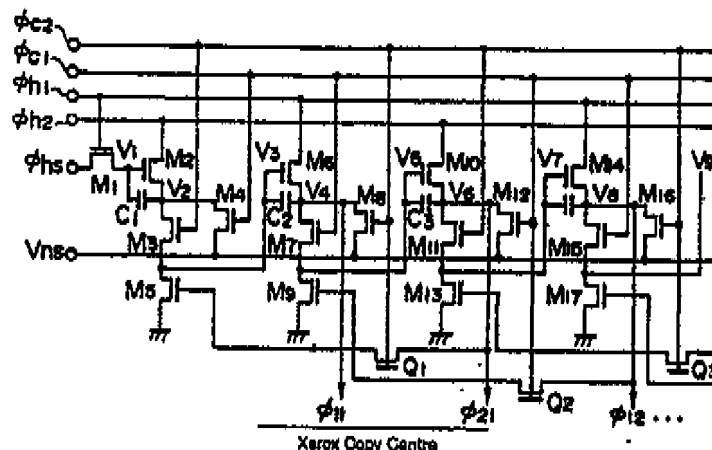 φc2
φc1
φh1
φh2
φhs
V1
M2
V3
M6
V5
M10
V7
M14
V9
M1
V2
M4
V4
M8
V6
M12
V8
M16
C1
C2
C3
M3
M7
M11
M15
Vns
M5
M9
M13
M17
Q1
Q2
Q3
φ11
φ21
φ12 ...
Xerox Copy Centre